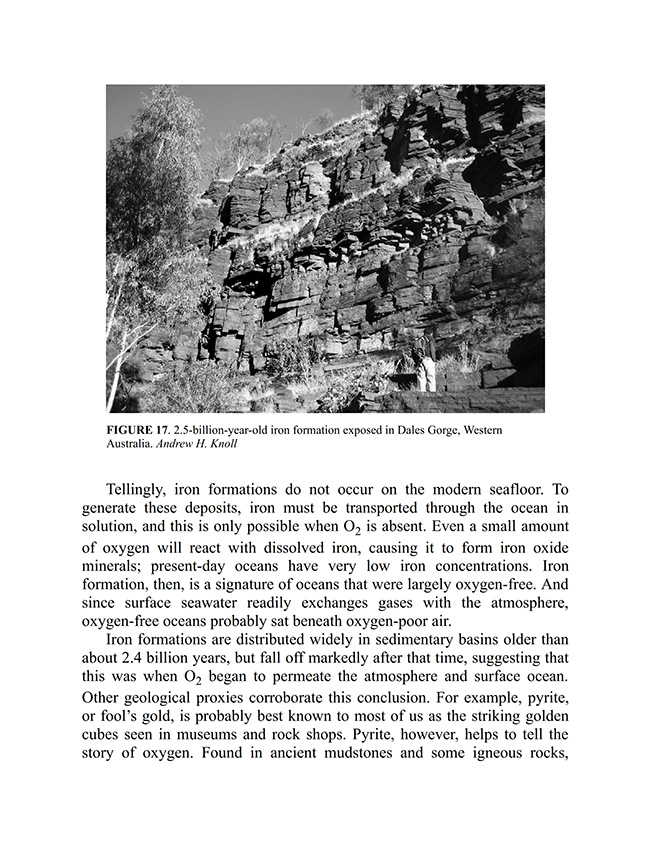 FIGURE 17. 2.5-billion-year-old iron formation exposed in Dales Gorge, Western
Australia. Andrew H. Knoll
Tellingly, iron formations do not occur on the modern seafloor. To
generate these deposits, iron must be transported through the ocean in
solution, and this is only possible when O2 is absent. Even a small amount
of oxygen will react with dissolved iron, causing it to form iron oxide
minerals; present-day oceans have very low iron concentrations. Iron
formation, then, is a signature of oceans that were largely oxygen-free. And
since surface seawater readily exchanges gases with the atmosphere,
oxygen-free oceans probably sat beneath oxygen-poor air.
Iron formations are distributed widely in sedimentary basins older than
about 2.4 billion years, but fall off markedly after that time, suggesting that
this was when O2 began to permeate the atmosphere and surface ocean.
Other geological proxies corroborate this conclusion. For example, pyrite,
or fool’s gold, is probably best known to most of us as the striking golden
cubes seen in museums and rock shops. Pyrite, however, helps to tell the
story of oxygen. Found in ancient mudstones and some igneous rocks,